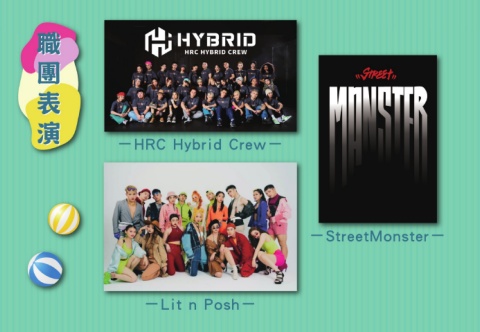 職團表演
HYBRID
HRC HYBRID CREW
HRC Hybrid Crew
STREET
MONSTER
StreetMonster
Lit n Posh